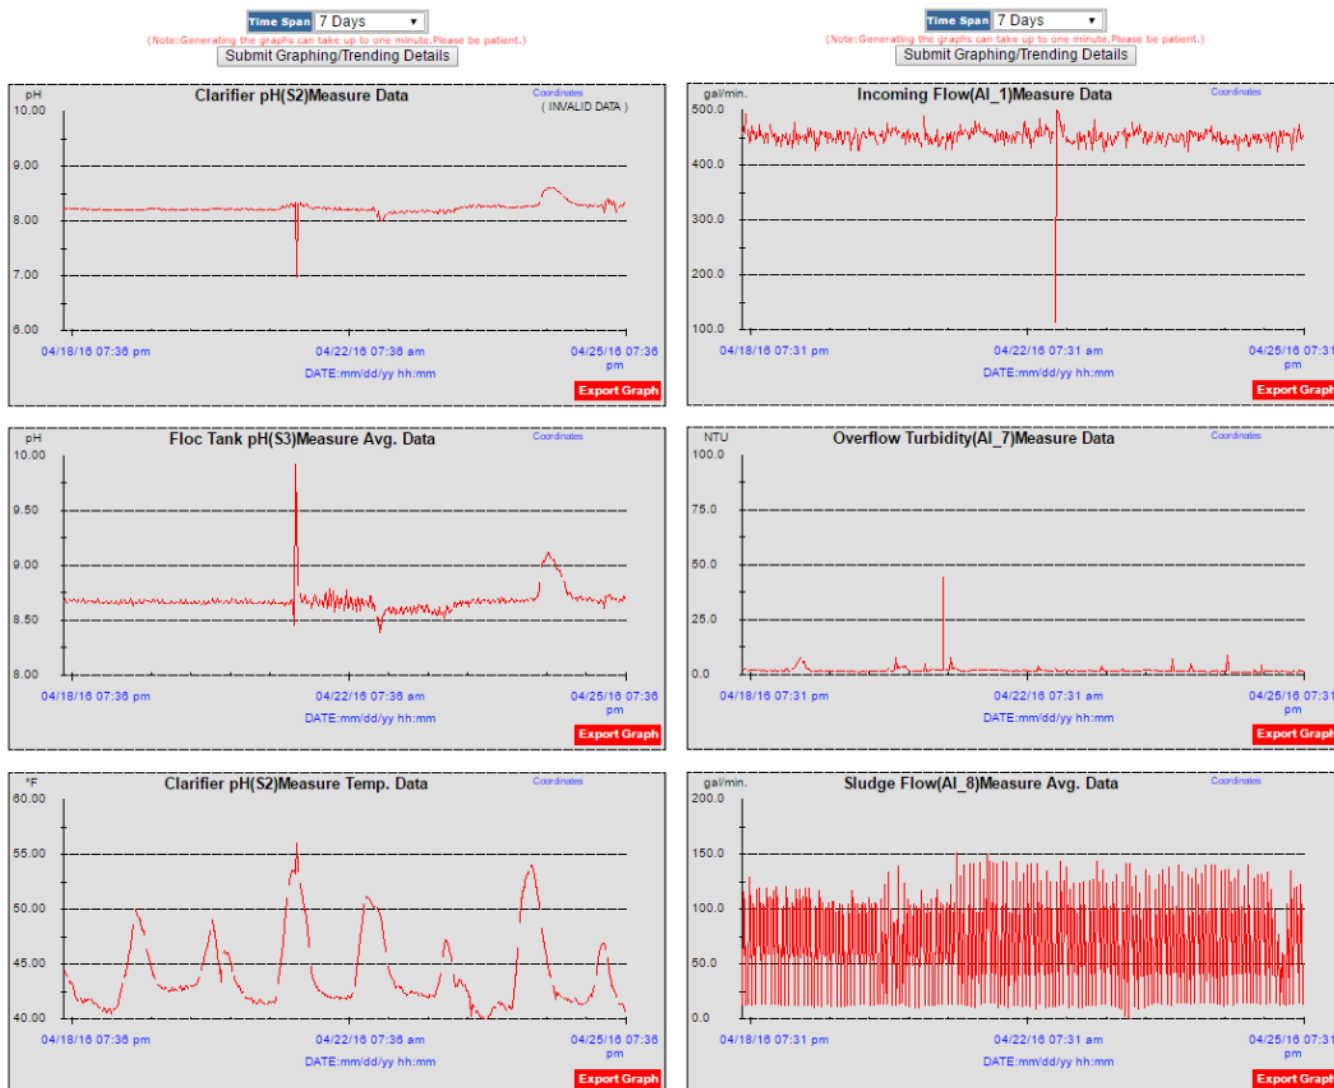 Time Span 7 Days
(Note:Generating the graphs can take up to one minute.Please be patient.)
Submit Graphing/Trending Details
pH
Clarifier pH(S2)Measure Data
Coordinates
( INVALID DATA )
10.00
9.00
8.00
7.00
6.00
04/18/16 07:36 pm
04/22/16 07:36 am
04/25/16 07:36
pm
DATE:mm/dd/yy hh:mm
Export Graph
pH
Floc Tank pH(S3)Measure Avg. Data
Coordinates
10.00
9.50
9.00
8.50
8.00
04/18/16 07:36 pm
04/22/16 07:36 am
04/25/16 07:36
pm
DATE:mm/dd/yy hh:mm
Export Graph
°F
Clarifier pH(S2)Measure Temp. Data
Coordinates
60.00
55.00
50.00
45.00
40.00
04/18/16 07:36 pm
04/22/16 07:36 am
04/25/16 07:36
pm
DATE:mm/dd/yy hh:mm
Export Graph
Time Span 7 Days
(Note:Generating the graphs can take up to one minute.Please be patient.)
Submit Graphing/Trending Details
gal/min.
Incoming Flow(AI_1)Measure Data
Coordinates
500.0
400.0
300.0
200.0
100.0
04/18/16 07:31 pm
04/22/16 07:31 am
04/25/16 07:31
pm
DATE:mm/dd/yy hh:mm
Export Graph
NTU
Overflow Turbidity(AI_7)Measure Data
Coordinates
100.0
75.0
50.0
25.0
0.0
04/18/16 07:31 pm
04/22/16 07:31 am
04/25/16 07:31
pm
DATE:mm/dd/yy hh:mm
Export Graph
gal/min.
Sludge Flow(AI_8)Measure Avg. Data
Coordinates
200.0
150.0
100.0
50.0
0.0
04/18/16 07:31 pm
04/22/16 07:31 am
04/25/16 07:31
pm
DATE:mm/dd/yy hh:mm
Export Graph